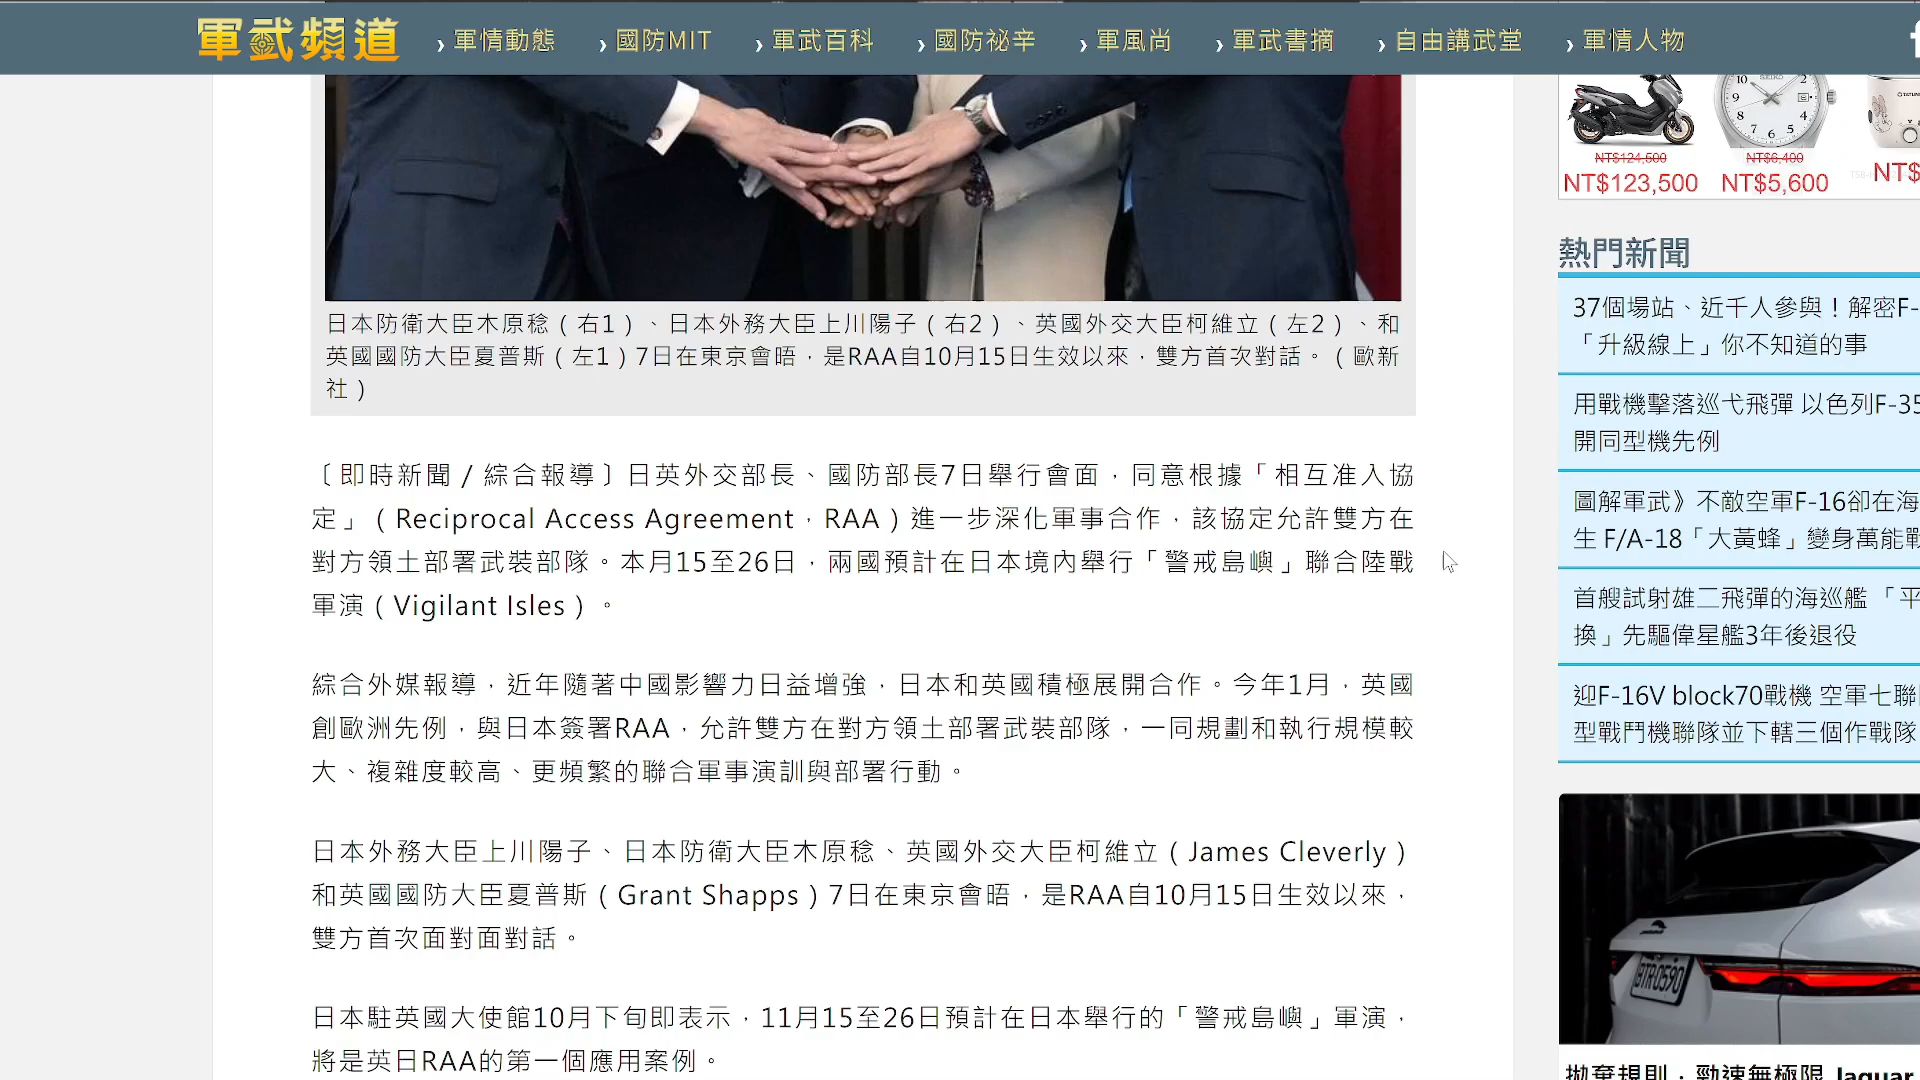 軍武頻道
› 軍情動態 › 國防MIT › 軍武百科 › 國防祕辛 › 軍風尚 › 軍武書摘 › 自由講武堂 › 軍情人物
日本防衛大臣木原稔（右1）、日本外務大臣上川陽子（右2）、英國外交大臣柯維立（左2）、和
英國國防大臣夏普斯（左1）7日在東京會晤，是RAA自10月15日生效以來，雙方首次對話。（歐新
社）
〔即時新聞／綜合報導〕日英外交部長、國防部長7日舉行會面，同意根據「相互准入協
定」（Reciprocal Access Agreement，RAA）進一步深化軍事合作，該協定允許雙方在
對方領土部署武裝部隊。本月15至26日，兩國預計在日本境內舉行「警戒島嶼」聯合陸戰
軍演（Vigilant Isles）。
綜合外媒報導，近年隨著中國影響力日益增強，日本和英國積極展開合作。今年1月，英國
創歐洲先例，與日本簽署RAA，允許雙方在對方領土部署武裝部隊，一同規劃和執行規模較
大、複雜度較高、更頻繁的聯合軍事演訓與部署行動。
日本外務大臣上川陽子、日本防衛大臣木原稔、英國外交大臣柯維立（James Cleverly）
和英國國防大臣夏普斯（Grant Shapps）7日在東京會晤，是RAA自10月15日生效以來，
雙方首次面對面對話。
日本駐英國大使館10月下旬即表示，11月15至26日預計在日本舉行的「警戒島嶼」軍演，
將是英日RAA的第一個應用案例。
SEIKO
TATUNG
NT$124,500 NT$6,400
NT$123,500 NT$5,600 NT$
熱門新聞
37個場站、近千人參與！解密F-
「升級線上」你不知道的事
用戰機擊落巡弋飛彈 以色列F-35
開同型機先例
圖解軍武》不敵空軍F-16卻在海
生 F/A-18「大黃蜂」變身萬能戰
首艘試射雄二飛彈的海巡艦 「平
換」先驅偉星艦3年後退役
迎F-16V block70戰機 空軍七聯
型戰鬥機聯隊並下轄三個作戰隊
BTR-0590
拋棄規則，勁速無極限 Jaguar